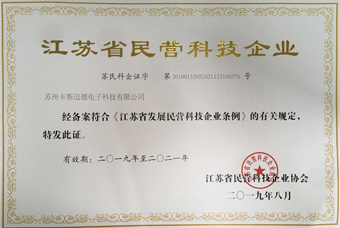 江苏省民营科技企业
苏民科企证字 第 号
苏州卡斯迈德电子科技有限公司
经备案符合《江苏省发展民营科技企业条例》的有关规定，
特发此证。
有效期：二〇一九年至二〇二一年
江苏省民营科技企业协会
二〇一九年八月